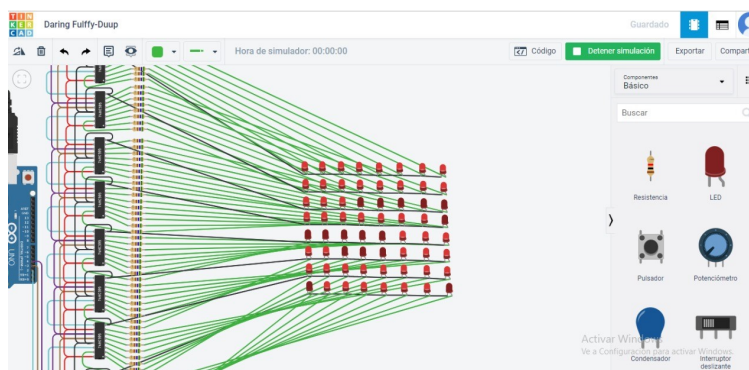 TIN
KER
CAD
Daring Fulffy-Duup
Guardado
Hora de simulador: 00:00:00
Código
Detener simulación
Exportar
Compart
Componentes
Básico
Buscar
Resistencia
LED
Pulsador
Potenciómetro
Condensador
Interruptor
deslizante
Activar Windows
Ve a Configuración para activar Windows.
UNO